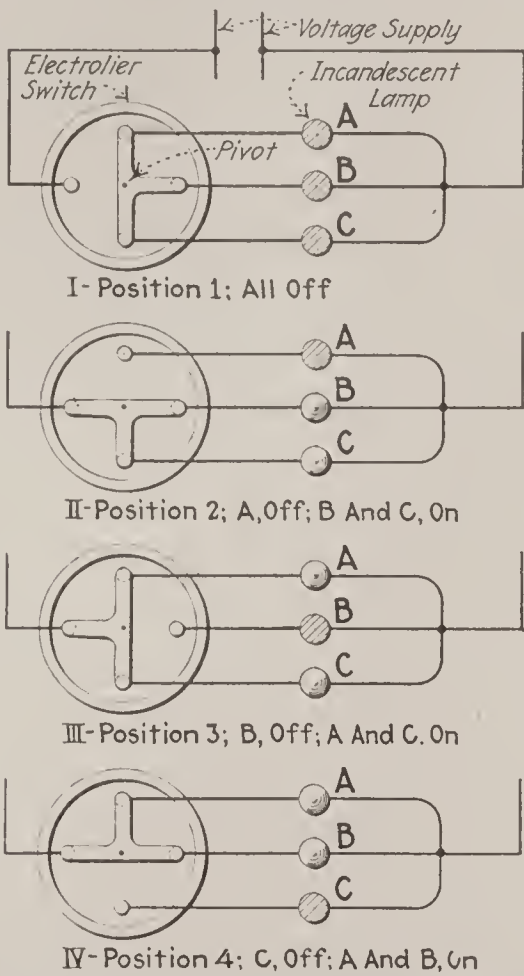 Voltage Supply
Electrolier
Switch
Incandescent
Lamp
A
Pivot
B
C
I-Position 1; All Off
A
B
C
II-Position 2; A,Off; B And C, On
A
B
C
III-Position 3; B, Off; A And C. On
A
B
C
IV-Position 4; C, Off; A And B, On